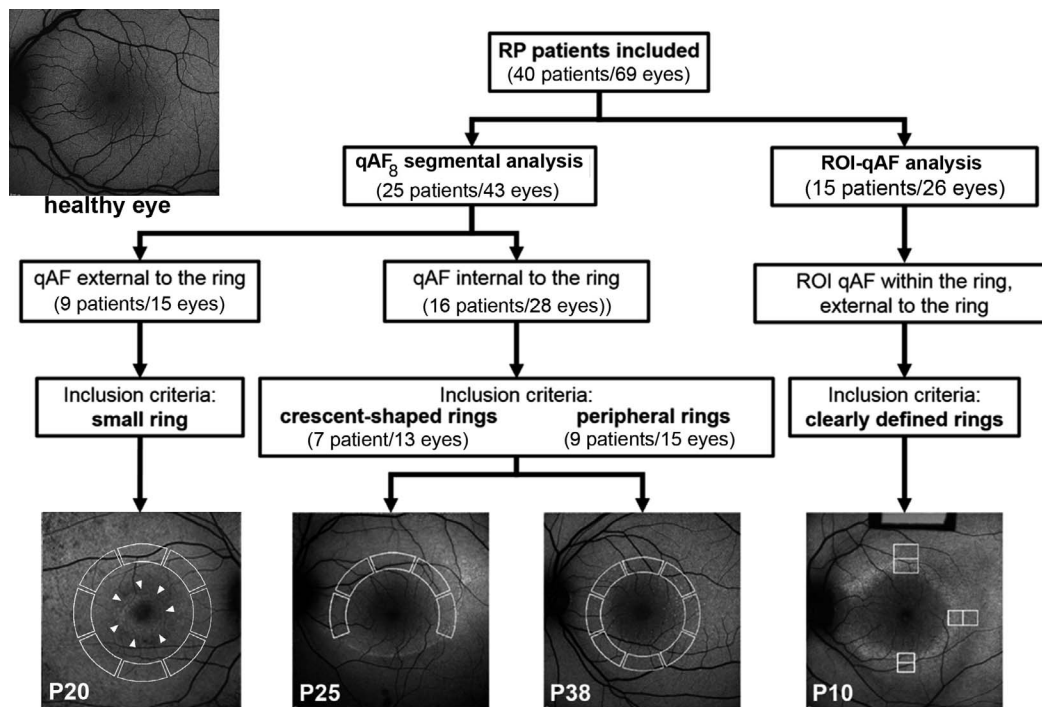 healthy eye
RP patients included
(40 patients/69 eyes)
qAF8 segmental analysis
(25 patients/43 eyes)
ROI-qAF analysis
(15 patients/26 eyes)
qAF external to the ring
(9 patients/15 eyes)
qAF internal to the ring
(16 patients/28 eyes))
ROI qAF within the ring,
external to the ring
Inclusion criteria:
small ring
Inclusion criteria:
crescent-shaped rings peripheral rings
(7 patient/13 eyes) (9 patients/15 eyes)
Inclusion criteria:
clearly defined rings
P20
P25
P38
P10